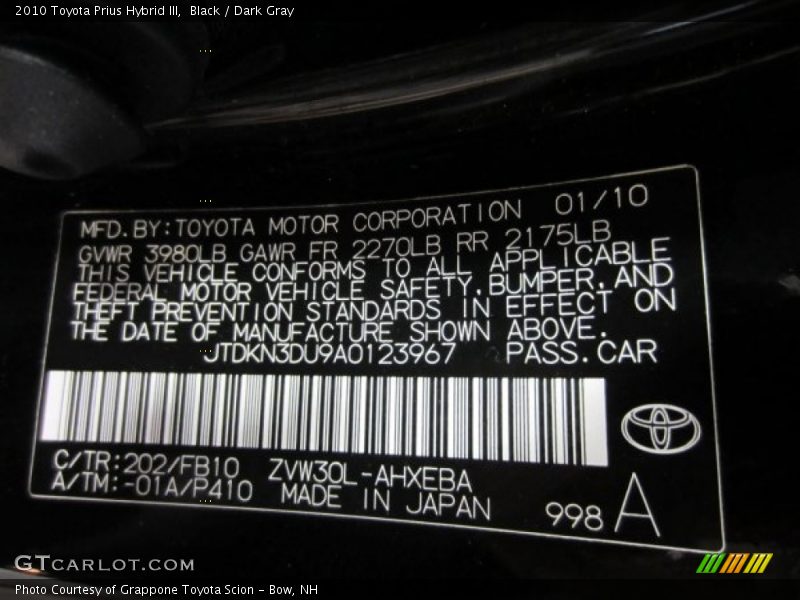 2010 Toyota Prius Hybrid III, Black / Dark Gray
MFD. BY: TOYOTA MOTOR CORPORATION 01/10
GVWR 3980LB GAWR FR 2270LB RR 2175LB
THIS VEHICLE CONFORMS TO ALL APPLICABLE
FEDERAL MOTOR VEHICLE SAFETY, BUMPER, AND
THEFT PREVENTION STANDARDS IN EFFECT ON
THE DATE OF MANUFACTURE SHOWN ABOVE.
JTDKN3DU9A0123967 PASS. CAR
C/TR: 202/FB10 ZVW30L-AHXEBA
A/TM: -01A/P410 MADE IN JAPAN
998 A
GTCARLOT.COM
Photo Courtesy of Grappone Toyota Scion - Bow, NH